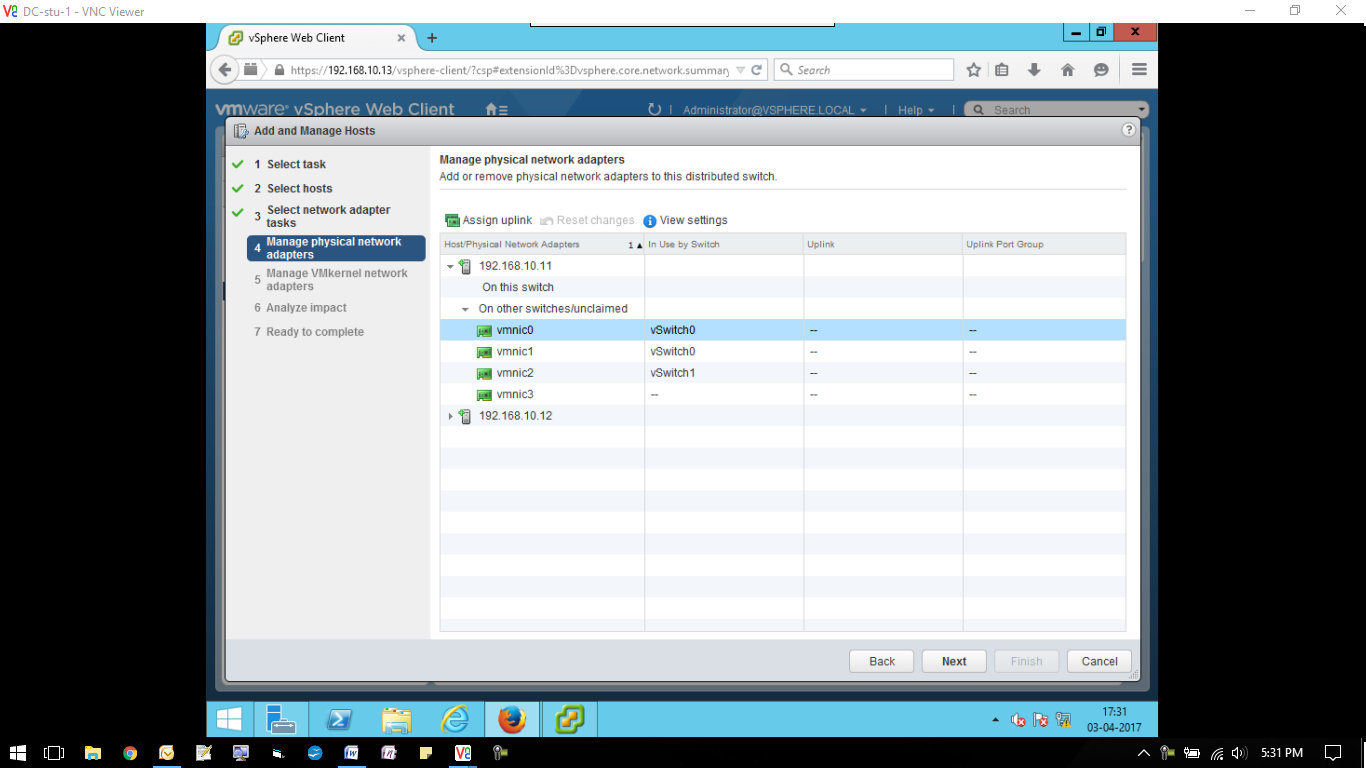 DC-stu-1 - VNC Viewer
vSphere Web Client
https://192.168.10.13/vsphere-client/?csp#extensionId%3Dvsphere.core.network.summary
Search
vmware® vSphere Web Client
Administrator@VSPHERE.LOCAL
Help
Search
Add and Manage Hosts
1 Select task
2 Select hosts
3 Select network adapter
tasks
4 Manage physical network
adapters
5 Manage VMkernel network
adapters
6 Analyze impact
7 Ready to complete
Manage physical network adapters
Add or remove physical network adapters to this distributed switch.
Assign uplink Reset changes View settings
Host/Physical Network Adapters 1 ▲ In Use by Switch Uplink Uplink Port Group
192.168.10.11
On this switch
On other switches/unclaimed
vmnic0 vSwitch0 -- --
vmnic1 vSwitch0 -- --
vmnic2 vSwitch1 -- --
vmnic3 -- -- --
192.168.10.12
Back Next Finish Cancel
17:31
03-04-2017
5:31 PM